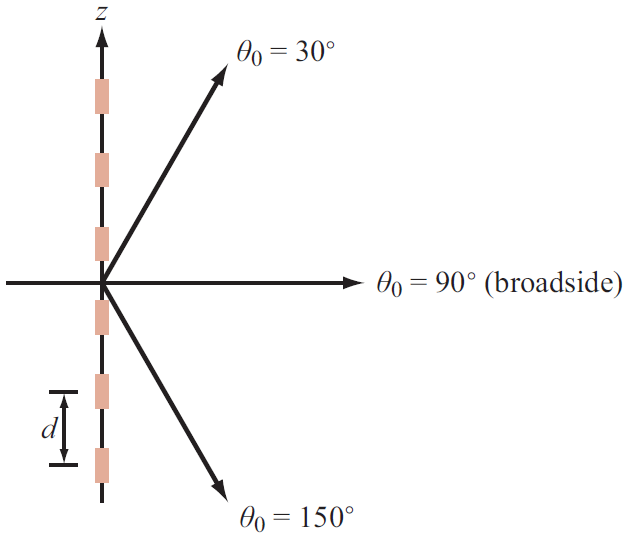 z
θ₀ = 30°
θ₀ = 90° (broadside)
d
θ₀ = 150°